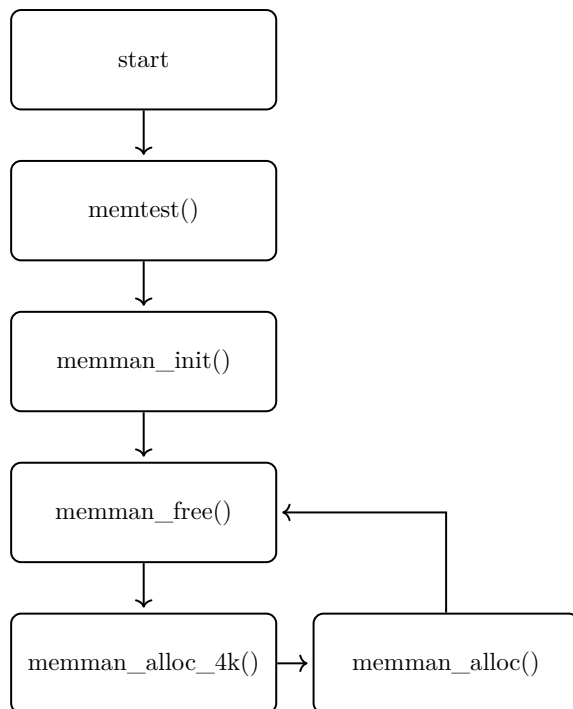 start
memtest()
memman_init()
memman_free()
memman_alloc_4k()
memman_alloc()